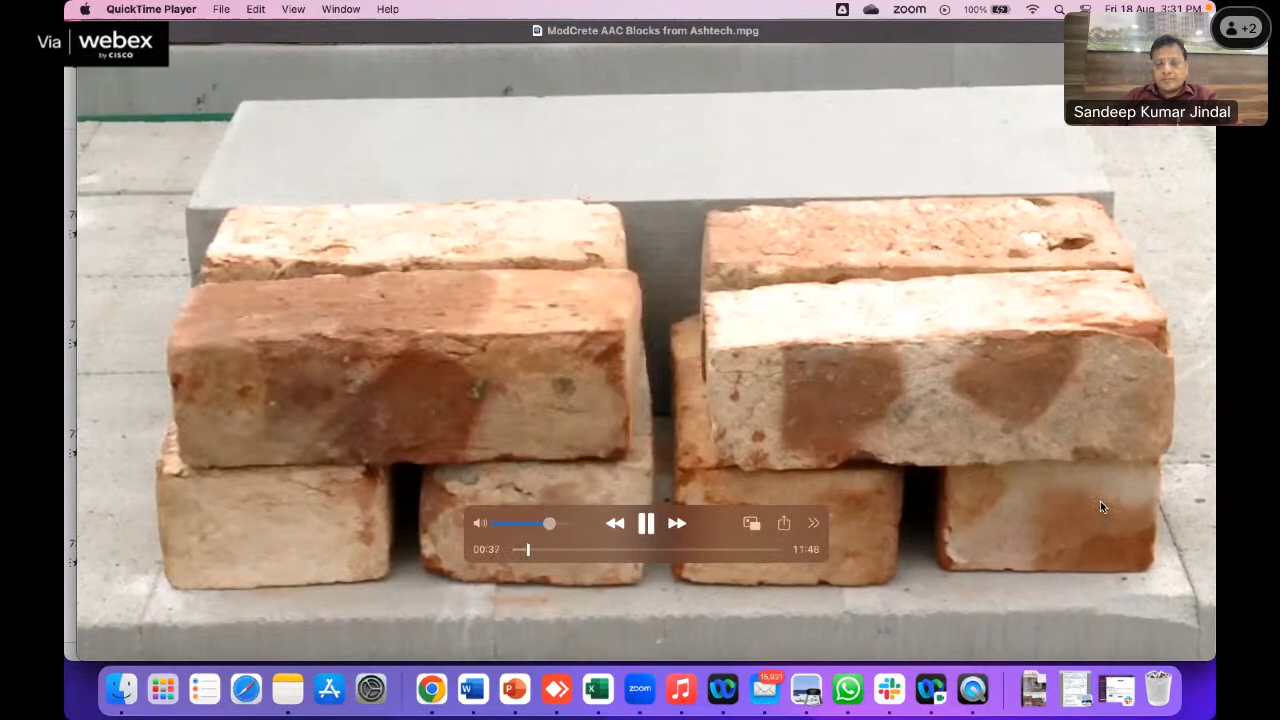 QuickTime Player File Edit View Window Help
zoom 100% Fri 18 Aug 3:31 PM
ModCrete AAC Blocks from Ashtech.mpg
Via webex
by CISCO
+2
Sandeep Kumar Jindal
00:37 11:48
zoom